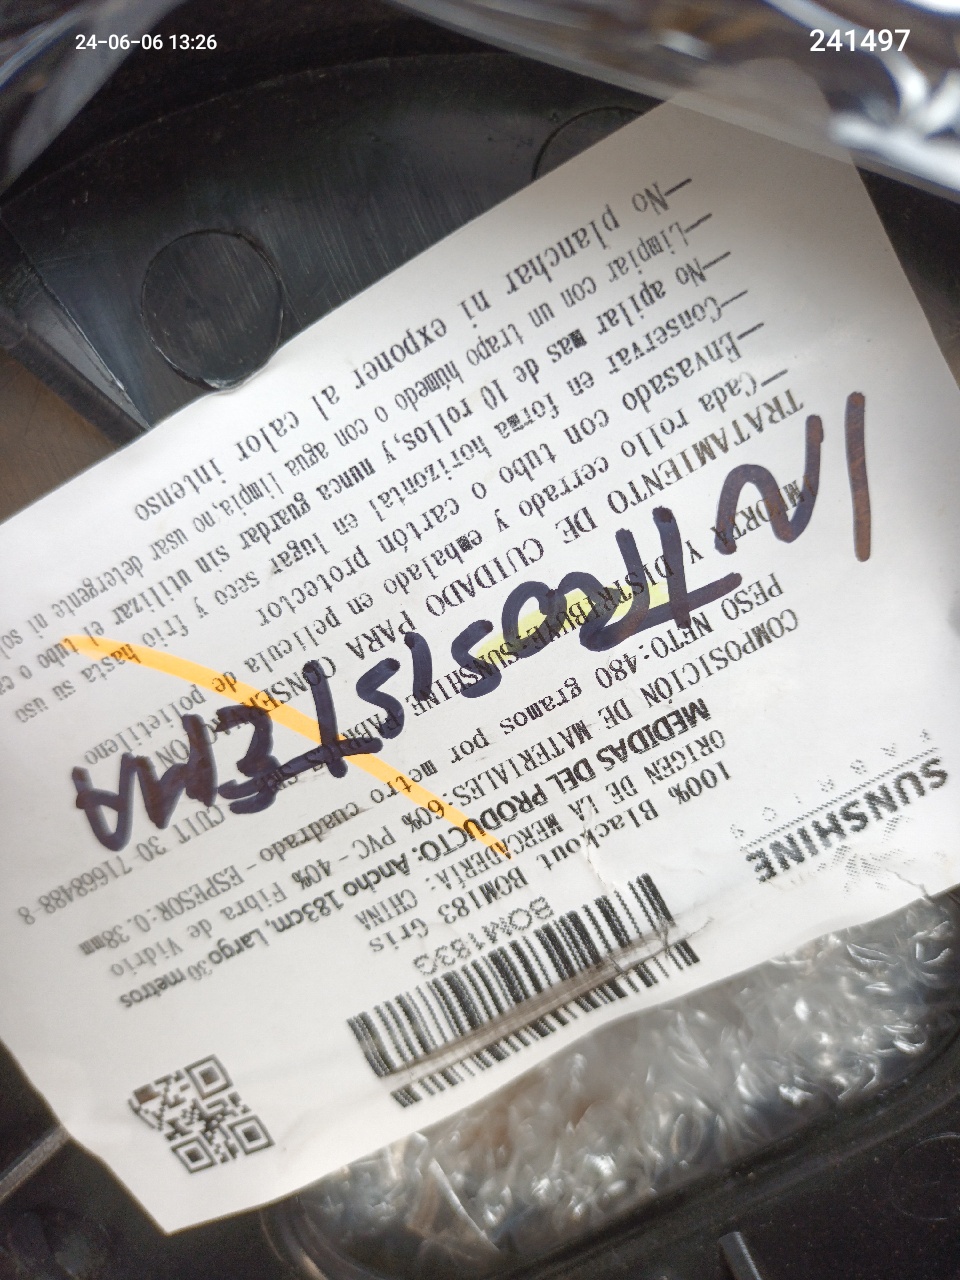 24-06-06 13:26
241497
SUNSHINE
FABRICS
BOM183G
BOM183 Gris
100% Blackout
ORIGEN DE LA MERCADERÍA: CHINA
MEDIDAS DEL PRODUCTO: Ancho 183cm, Largo 30 metros
COMPOSICIÓN DE MATERIALES: 60% PVC - 40% Fibra de Vidrio
PESO NETO:480 gramos por metro cuadrado - ESPESOR:0.38mm
Y DISTRIBUYE:SUNSHINE CUIT 30-71668488-8
INTROSISTEMA
TRATAMIENTO DE CUIDADO PARA
—Cada rollo cerrado y embalado en película de polietileno
Envasado con tubo o cartón protector
—Conservar en forma horizontal en lugar seco y frío hasta su uso
—No apilar mas de 10 rollos,y nunca guardar sin utilizar el tubo o
—Limpiar con un trapo húmedo o con agua limpia,no usar detergente ni
—No planchar ni exponer al calor intenso